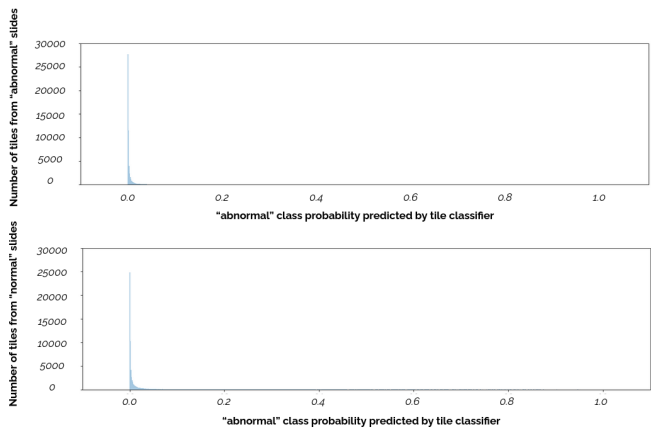 Number of tiles from “abnormal” slides
30000
25000
20000
15000
10000
5000
0
0.0 0.2 0.4 0.6 0.8 1.0
“abnormal” class probability predicted by tile classifier
Number of tiles from “normal” slides
30000
25000
20000
15000
10000
5000
0
0.0 0.2 0.4 0.6 0.8 1.0
“abnormal” class probability predicted by tile classifier